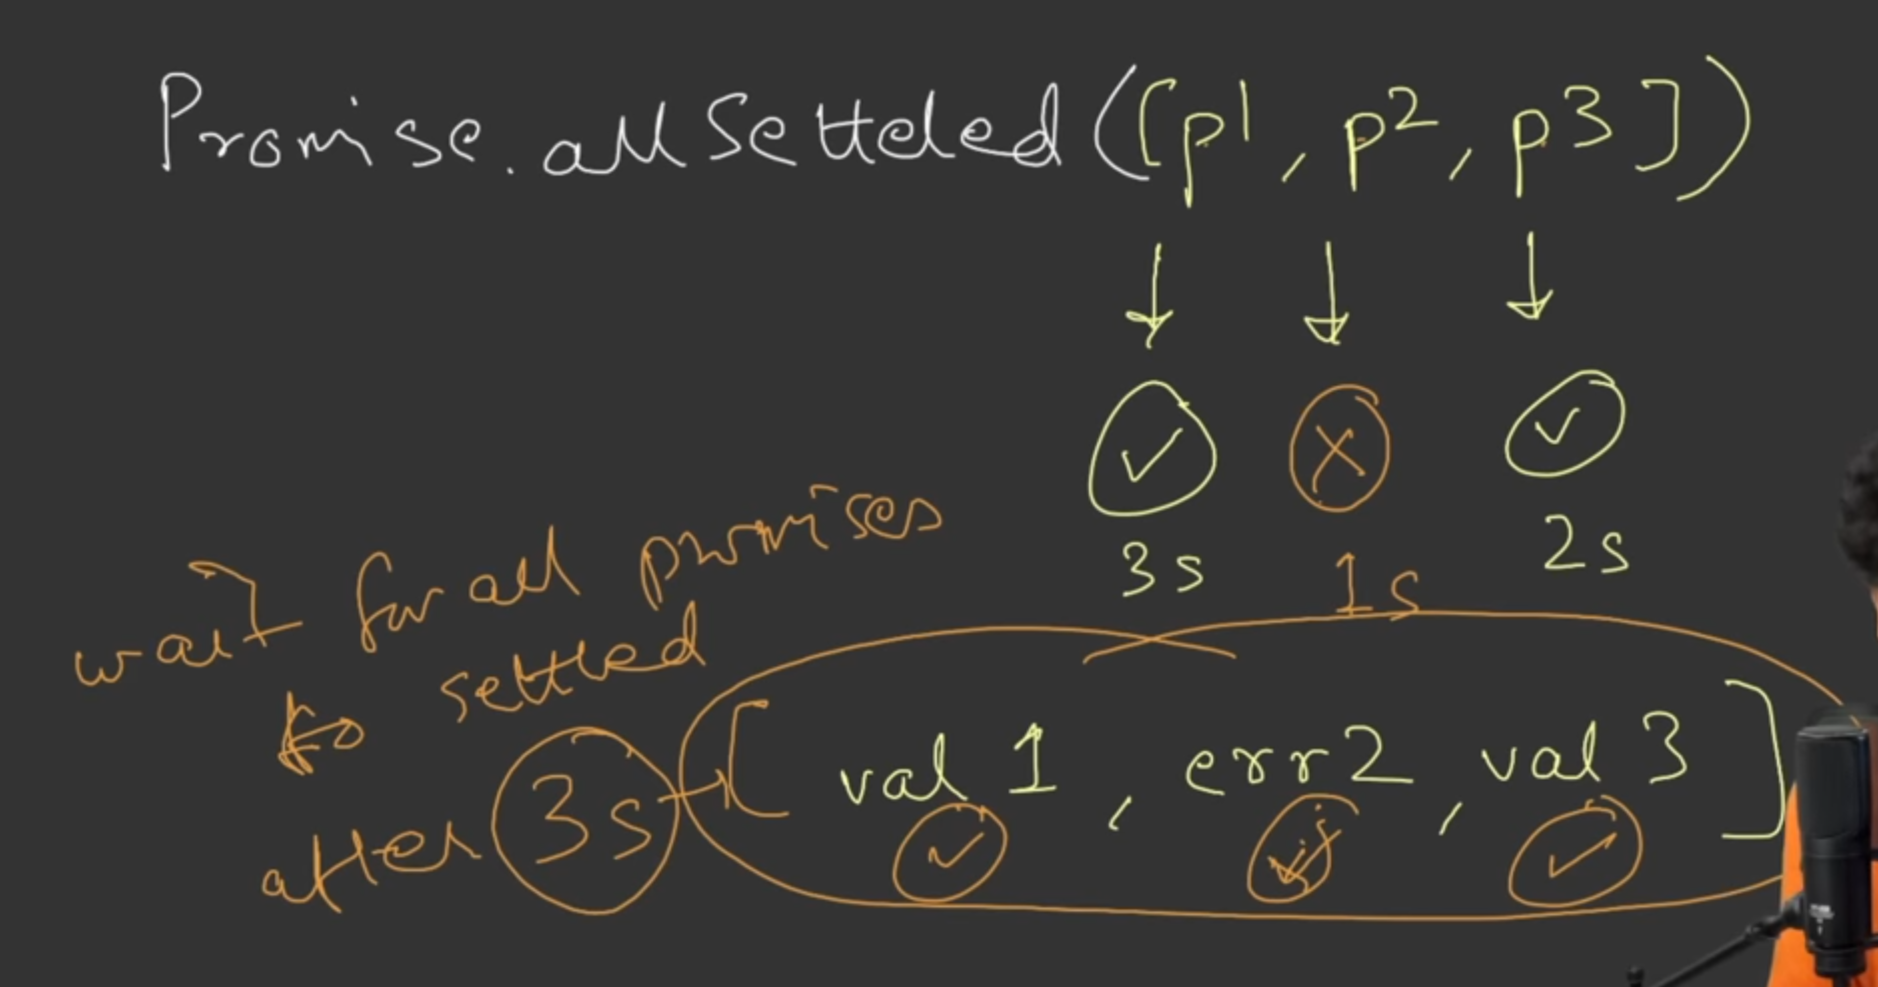 Promise.allSetteled([p1, p2, p3])
3s 1s 2s
wait for all promises
to settled
after 3s → [val 1, err2, val 3]